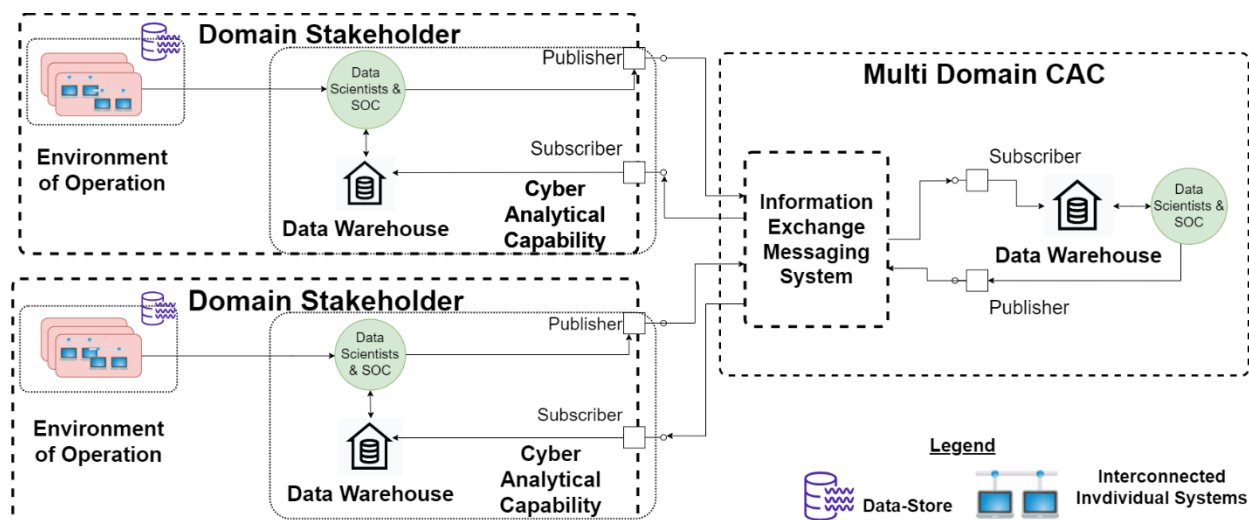 Domain Stakeholder
Publisher
Data
Scientists &
SOC
Subscriber
Environment
of Operation
Data Warehouse
Cyber
Analytical
Capability
Domain Stakeholder
Publisher
Data
Scientists
& SOC
Subscriber
Environment
of Operation
Data Warehouse
Cyber
Analytical
Capability
Multi Domain CAC
Information
Exchange
Messaging
System
Subscriber
Data
Scientists &
SOC
Data Warehouse
Publisher
Legend
Data-Store
Interconnected
Invdividual Systems